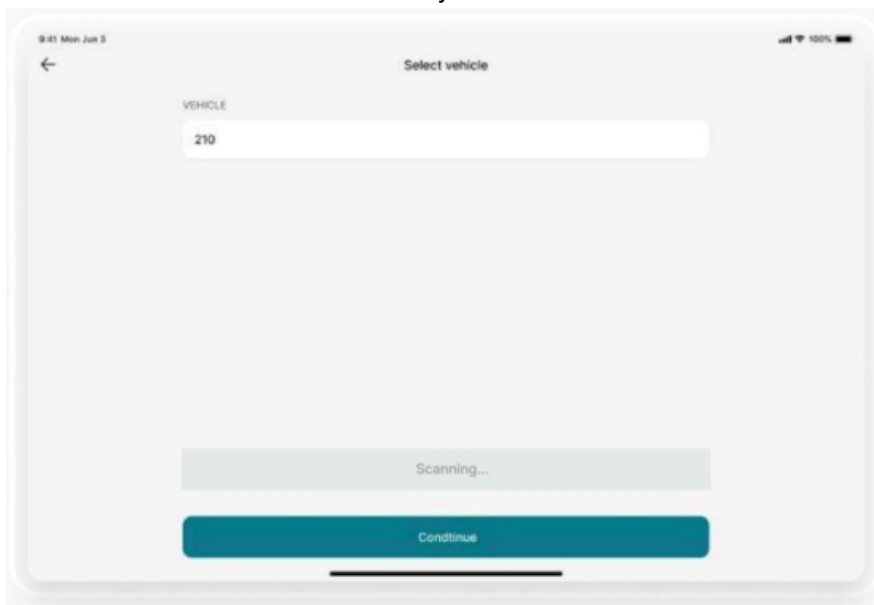 9:41 Mon Jun 3
100%
Select vehicle
VEHICLE
210
Scanning...
Condtinue